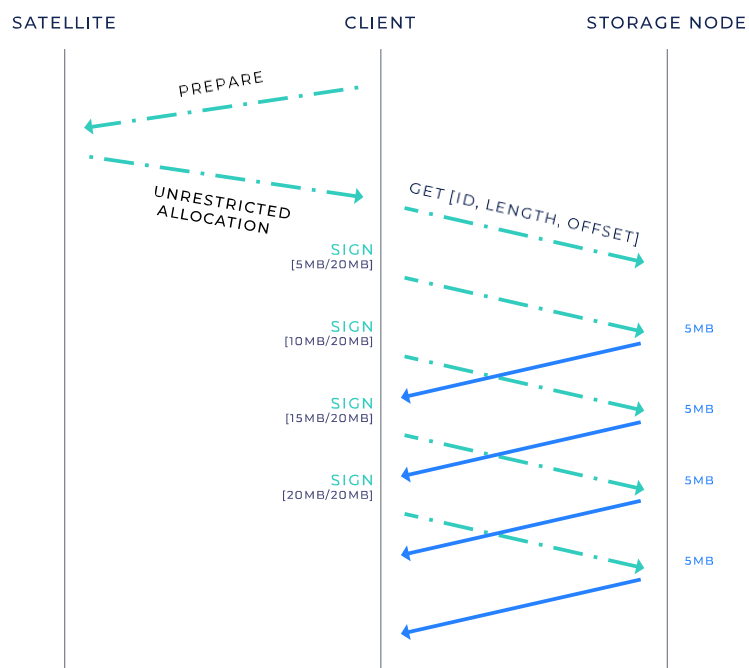 SATELLITE
CLIENT
STORAGE NODE
PREPARE
UNRESTRICTED
ALLOCATION
GET [ID, LENGTH, OFFSET]
SIGN
[5MB/20MB]
SIGN
[10MB/20MB]
5MB
SIGN
[15MB/20MB]
5MB
SIGN
[20MB/20MB]
5MB
5MB